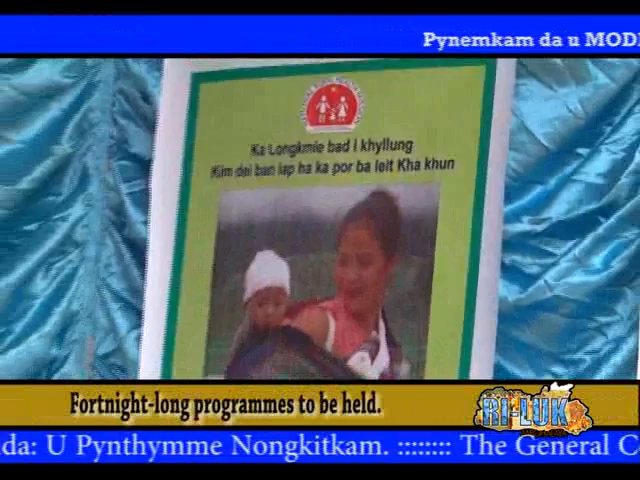 Pynemkam da u MODE
Ka Longkmie bad I khyllung
Kim dei ban iap ha ka por ba leit Kha khun
Fortnight-long programmes to be held.
RI-LUK
da: U Pynthymme Nongkitkam. :::::::: The General C